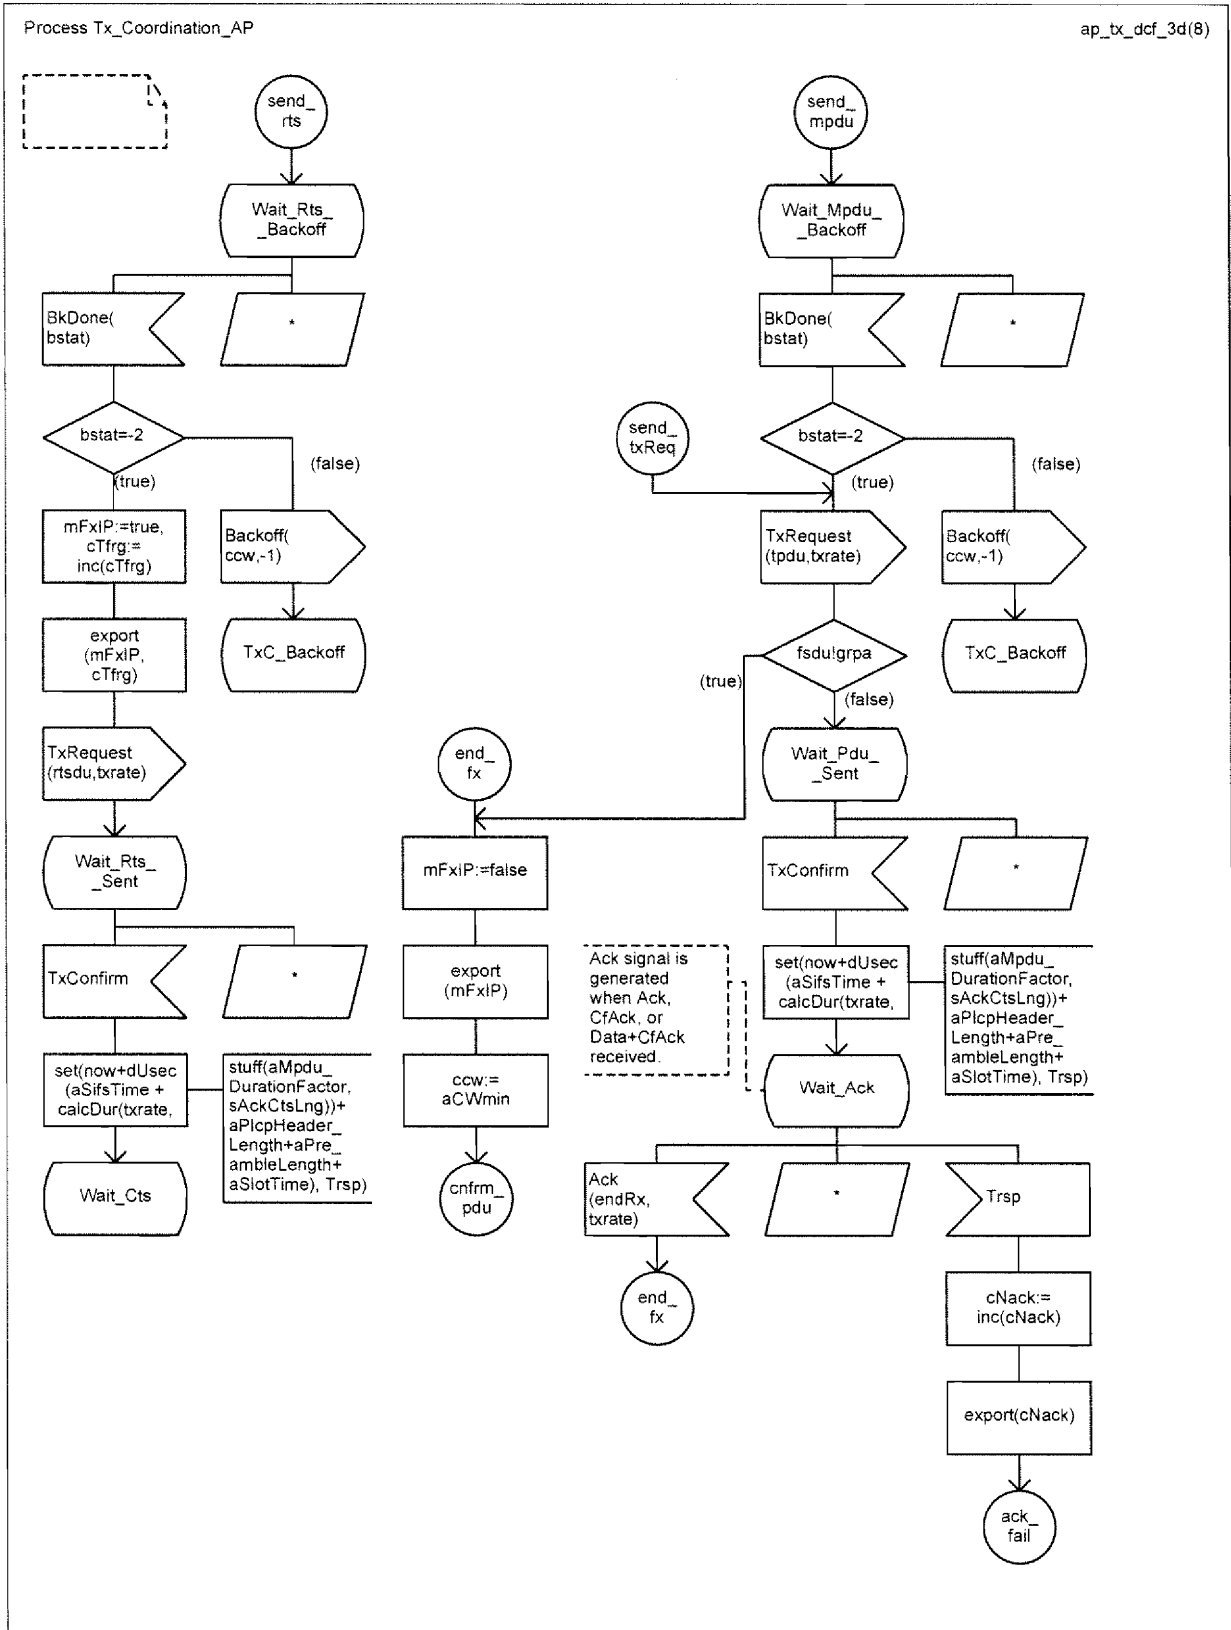 Process Tx_Coordination_AP
ap_tx_dcf_3d(8)
send_
rts
Wait_Rts_
_Backoff
BkDone(
bstat)
*
bstat=-2
(false)
(true)
mFxIP:=true,
cTfrg:=
inc(cTfrg)
Backoff(
ccw,-1)
export
(mFxIP,
cTfrg)
TxC_Backoff
TxRequest
(rtsdu,txrate)
Wait_Rts_
_Sent
TxConfirm
*
set(now+dUsec
(aSifsTime +
calcDur(txrate,
stuff(aMpdu_
DurationFactor,
sAckCtsLng))+
aPlcpHeader_
Length+aPre_
ambleLength+
aSlotTime), Trsp)
Wait_Cts
end_
fx
mFxIP:=false
export
(mFxIP)
ccw:=
aCWmin
cnfrm_
pdu
send_
mpdu
Wait_Mpdu_
_Backoff
BkDone(
bstat)
*
send_
txReq
bstat=-2
(false)
(true)
TxRequest
(tpdu,txrate)
Backoff(
ccw,-1)
fsdu!grpa
TxC_Backoff
(true)
(false)
Wait_Pdu_
_Sent
TxConfirm
*
Ack signal is
generated
when Ack,
CfAck, or
Data+CfAck
received.
set(now+dUsec
(aSifsTime +
calcDur(txrate,
stuff(aMpdu_
DurationFactor,
sAckCtsLng))+
aPlcpHeader_
Length+aPre_
ambleLength+
aSlotTime), Trsp)
Wait_Ack
Ack
(endRx,
txrate)
*
Trsp
end_
fx
cNack:=
inc(cNack)
export(cNack)
ack_
fail